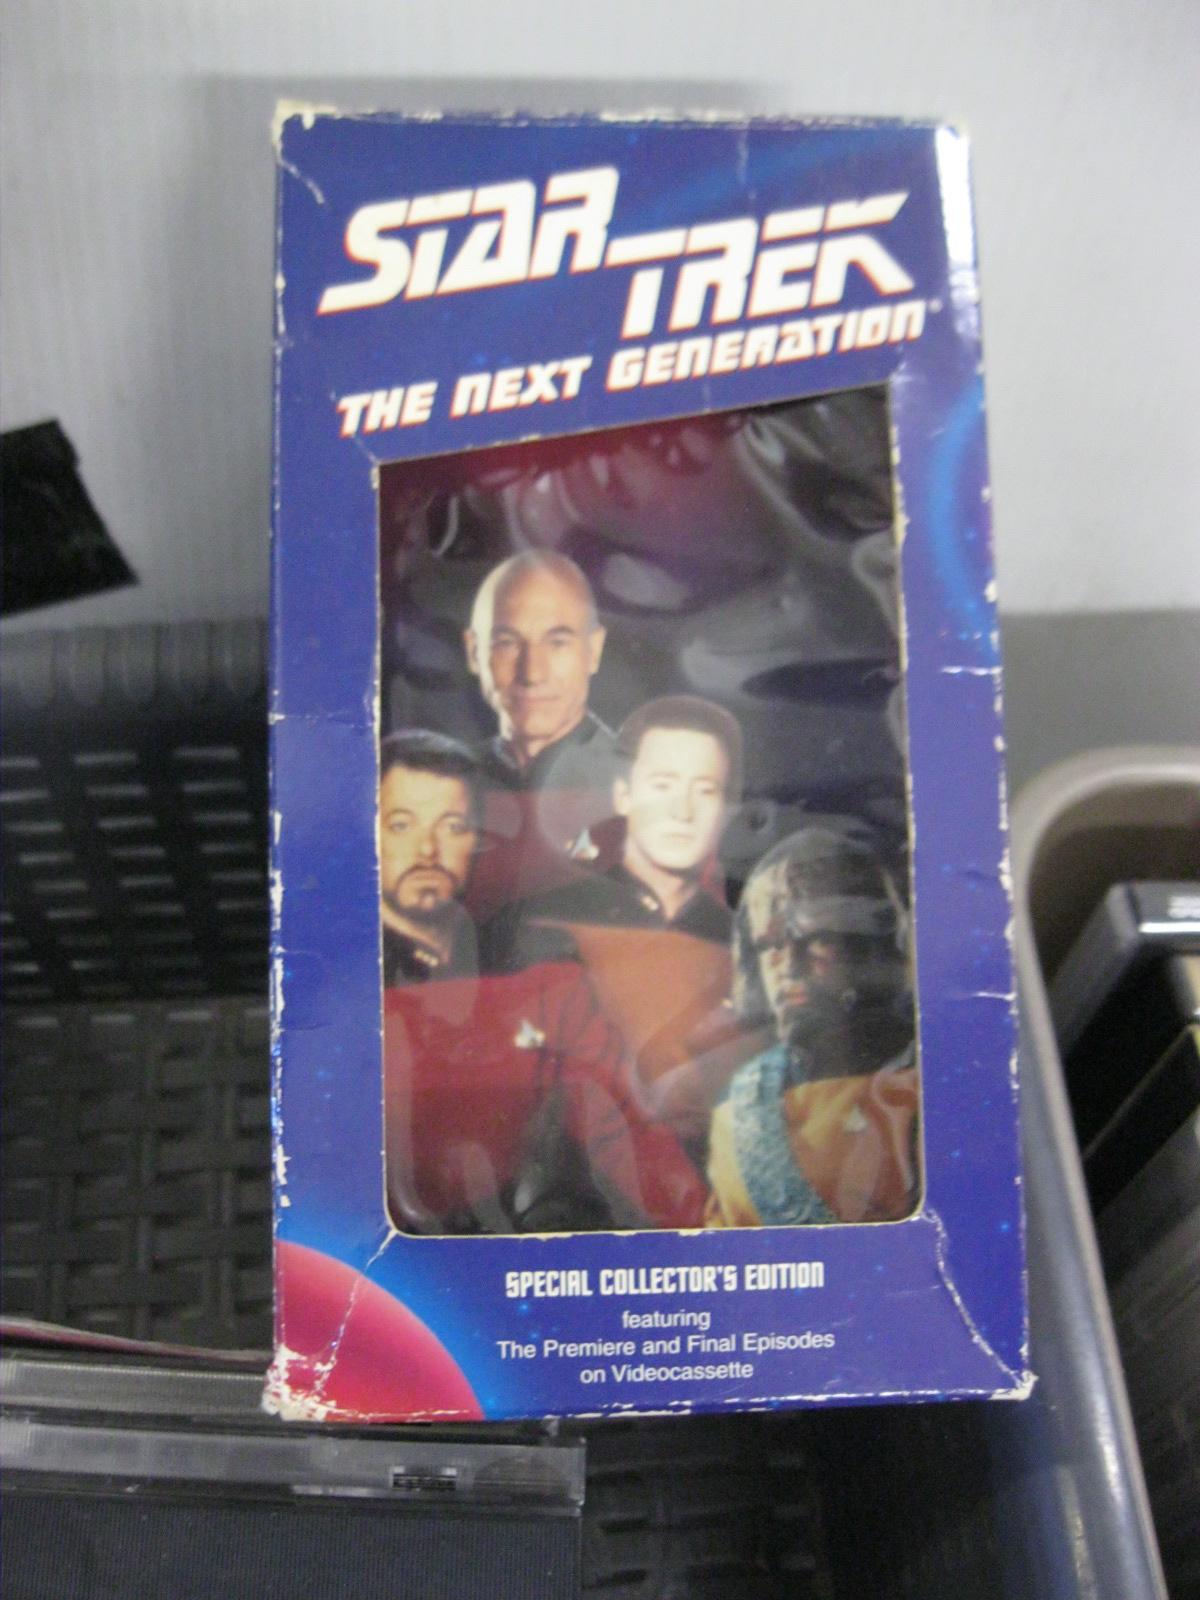 STAR
TREK
THE NEXT GENERATION®
SPECIAL COLLECTOR'S EDITION
featuring
The Premiere and Final Episodes
on Videocassette